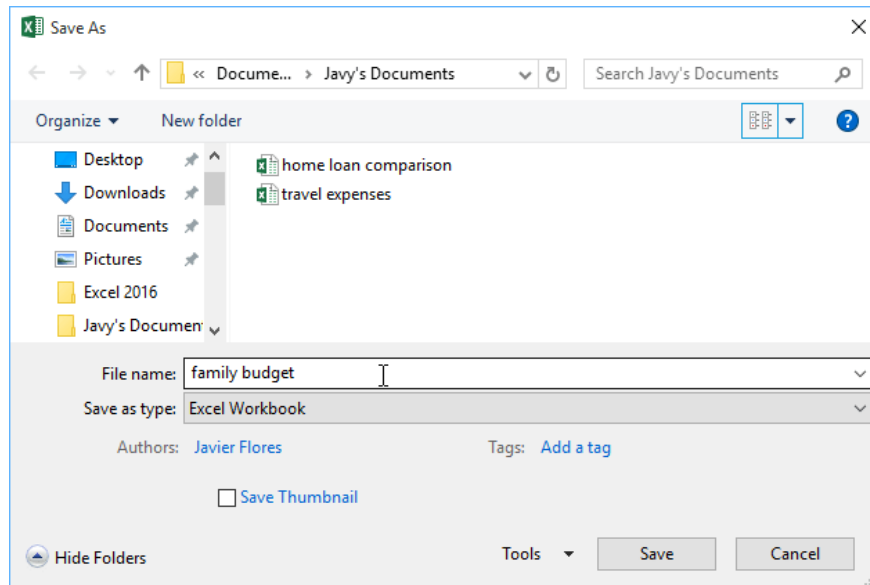 Save As
« Docume... › Javy's Documents
Search Javy's Documents
Organize
New folder
?
Desktop
Downloads
Documents
Pictures
Excel 2016
Javy's Documen
home loan comparison
travel expenses
File name: family budget
Save as type: Excel Workbook
Authors: Javier Flores
Tags: Add a tag
Save Thumbnail
Hide Folders
Tools
Save
Cancel